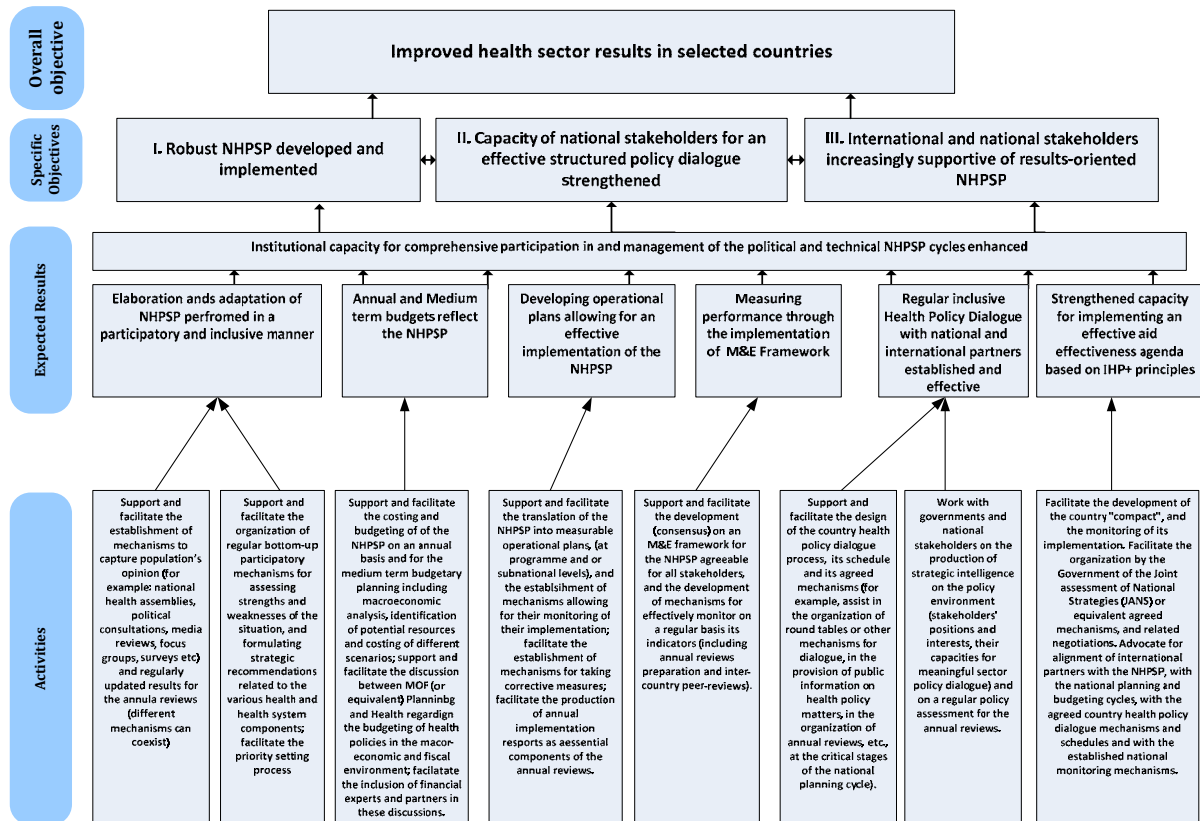 Overall
objective
Improved health sector results in selected countries
Specific
Objectives
I. Robust NHPSP developed and
implemented
II. Capacity of national stakeholders for an
effective structured policy dialogue
strengthened
III. International and national stakeholders
increasingly supportive of results-oriented
NHPSP
Expected Results
Institutional capacity for comprehensive participation in and management of the political and technical NHPSP cycles enhanced
Elaboration ands adaptation of
NHPSP perfromed in a
participatory and inclusive manner
Annual and Medium
term budgets reflect
the NHPSP
Developing operational
plans allowing for an
effective
implementation of the
NHPSP
Measuring
performance through
the implementation
of M&E Framework
Regular inclusive
Health Policy Dialogue
with national and
international partners
established and
effective
Strengthened capacity
for implementing an
effective aid
effectiveness agenda
based on IHP+ principles
Activities
Support and
facilitate the
establishment of
mechanisms to
capture population's
opinion (for
example: national
health assemblies,
political
consultations, media
reviews, focus
groups, surveys etc)
and regularly
updated results for
the annula reviews
(different
mechanisms can
coexist)
Support and
facilitate the
organization of
regular bottom-up
participatory
mechanisms for
assessing
strengths and
weaknesses of the
situation, and
formulating
strategic
recommendations
related to the
various health and
health system
components;
facilitate the
priority setting
process
Support and facilitate
the costing and
budgeting of of the
NHPSP on an annual
basis and for the
medium term budgetary
planning including
macroeconomic
analysis, identification
of potential resources
and costing of different
scenarios; support and
facilitate the discussion
between MOF (or
equivalent) Planninbg
and Health regardign
the budgeting of health
policies in the macor-
economic and fiscal
environment; facilatate
the inclusion of financial
experts and partners in
these discussions.
Support and facilitate
the translation of the
NHPSP into measurable
operational plans, (at
programme and or
subnational levels), and
the establsihment of
mechanisms allowing
for their monitoring of
their implementation;
facilitate the
establishment of
mechanisms for taking
corrective measures;
facilitate the production
of annual
implementation
resports as aessential
components of the
annual reviews.
Support and facilitate
the development
(consensus) on an
M&E framework for
the NHPSP agreeable
for all stakeholders,
and the development
of mechanisms for
effectively monitor on
a regular basis its
indicators (including
annual reviews
preparation and inter-
country peer-reviews).
Support and
facilitate the design
of the country health
policy dialogue
process, its schedule
and its agreed
mechanisms (for
example, assist in
the organization of
round tables or other
mechanisms for
dialogue, in the
provision of public
information on
health policy
matters, in the
organization of
annual reviews, etc.,
at the critical stages
of the national
planning cycle).
Work with
governments and
national
stakeholders on the
production of
strategic intelligence
on the policy
environment
(stakeholders'
positions and
interests, their
capacities for
meaningful sector
policy dialogue) and
on a regular policy
assessment for the
annual reviews.
Facilitate the development of
the country "compact", and
the monitoring of its
implementation. Facilitate the
organization by the
Government of the Joint
assessment of National
Strategies (JANS) or
equivalent agreed
mechanisms, and related
negotiations. Advocate for
alignment of international
partners with the NHPSP, with
the national planning and
budgeting cycles, with the
agreed country health policy
dialogue mechanisms and
schedules and with the
established national
monitoring mechanisms.